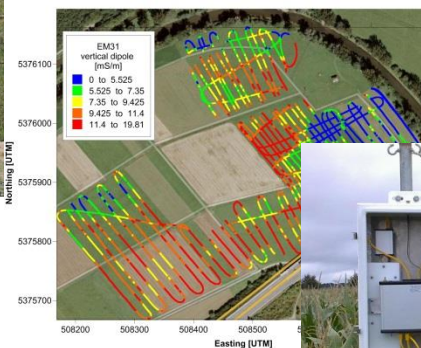 EM31
vertical dipole
[mS/m]
0 to 5.525
5.525 to 7.35
7.35 to 9.425
9.425 to 11.4
11.4 to 19.81
Northing [UTM]
5376100
5376000
5375900
5375800
5375700
508200
508300
508400
508500
Easting [UTM]